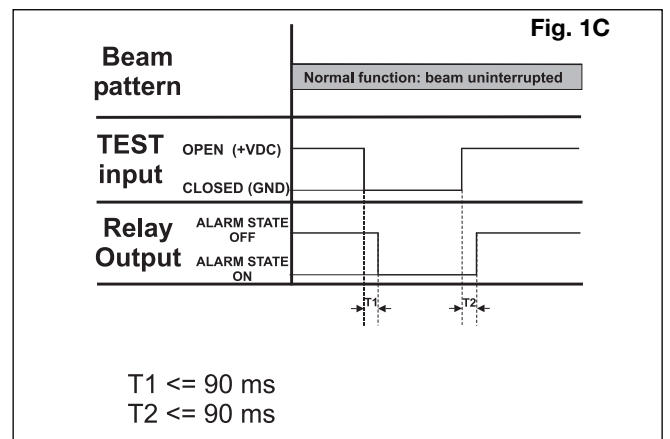 Fig. 1C
Beam
pattern
Normal function: beam uninterrupted
TEST
input
OPEN (+VDC)
CLOSED (GND)
Relay
Output
ALARM STATE
OFF
ALARM STATE
ON
T1
T2
T1 <= 90 ms
T2 <= 90 ms